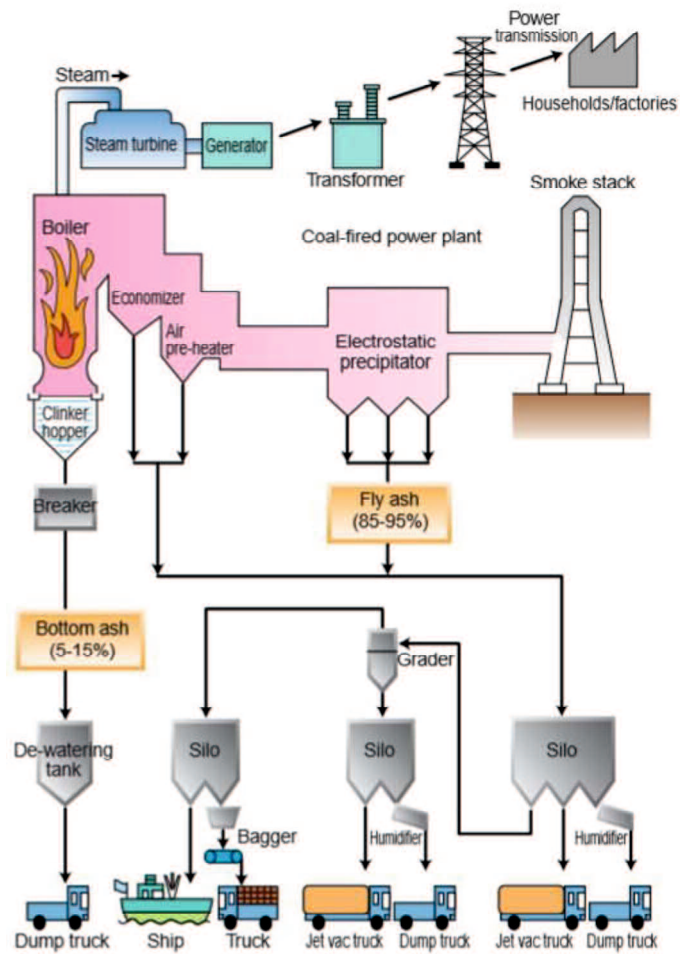 Power
transmission
Steam
Steam turbine
Generator
Households/factories
Transformer
Smoke stack
Boiler
Coal-fired power plant
Economizer
Air
pre-heater
Electrostatic
precipitator
Clinker
hopper
Breaker
Fly ash
(85-95%)
Bottom ash
(5-15%)
Grader
De-watering
tank
Silo
Silo
Silo
Bagger
Humidifier
Humidifier
Dump truck
Ship
Truck
Jet vac truck
Dump truck
Jet vac truck
Dump truck